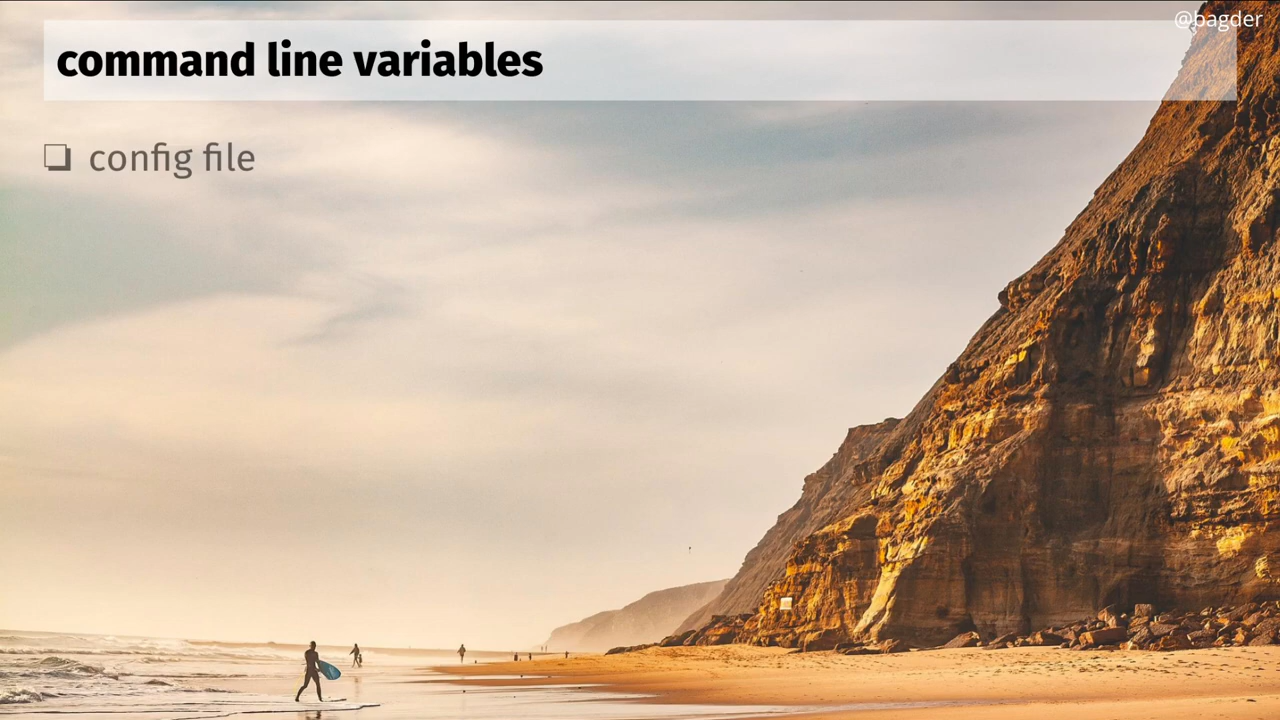 @bagder
command line variables
❏ config file